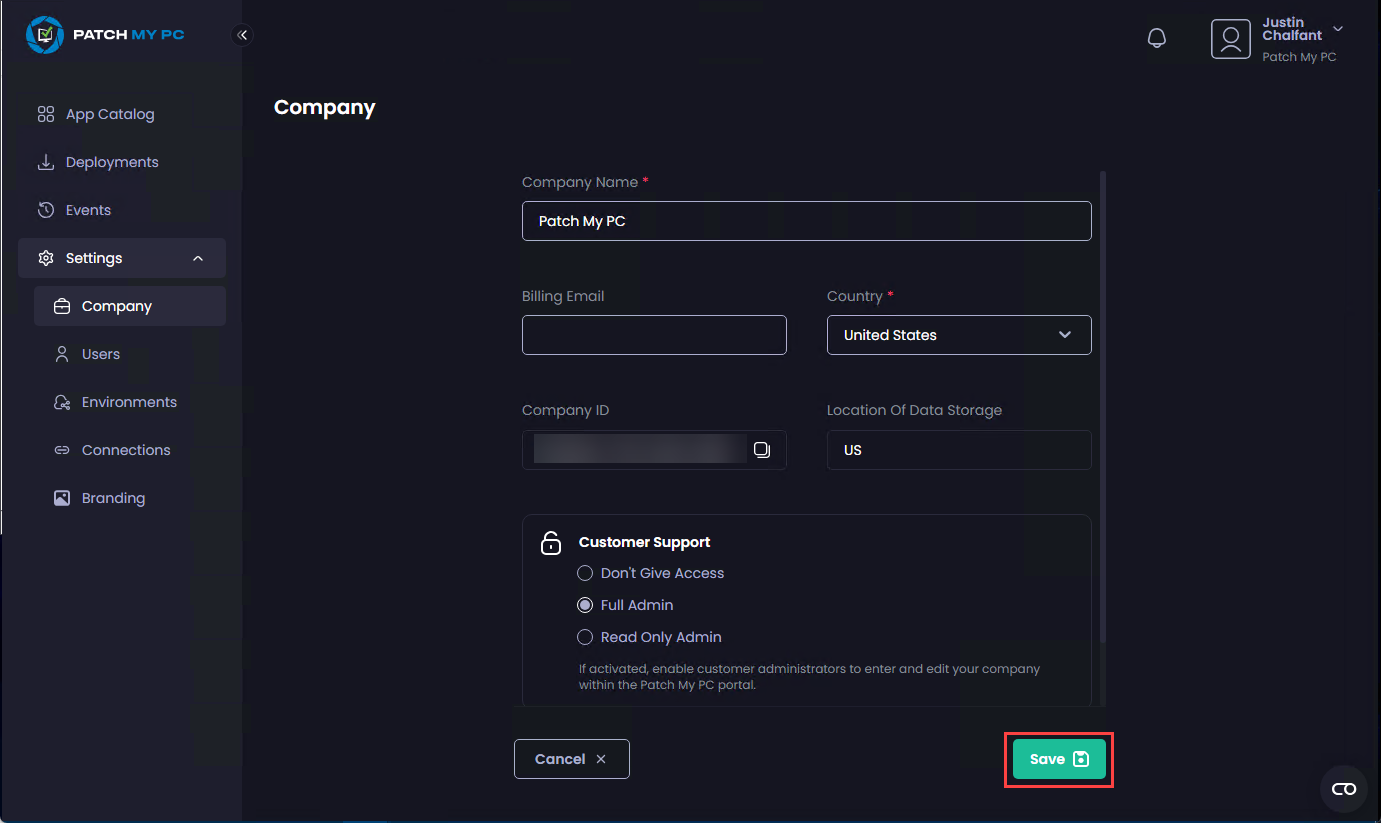 PATCH MY PC
Justin
Chalfant
Patch My PC
App Catalog
Deployments
Events
Settings
Company
Users
Environments
Connections
Branding
Company
Company Name *
Patch My PC
Billing Email
Country *
United States
Company ID
Location Of Data Storage
US
Customer Support
Don't Give Access
Full Admin
Read Only Admin
If activated, enable customer administrators to enter and edit your company
within the Patch My PC portal.
Cancel
Save